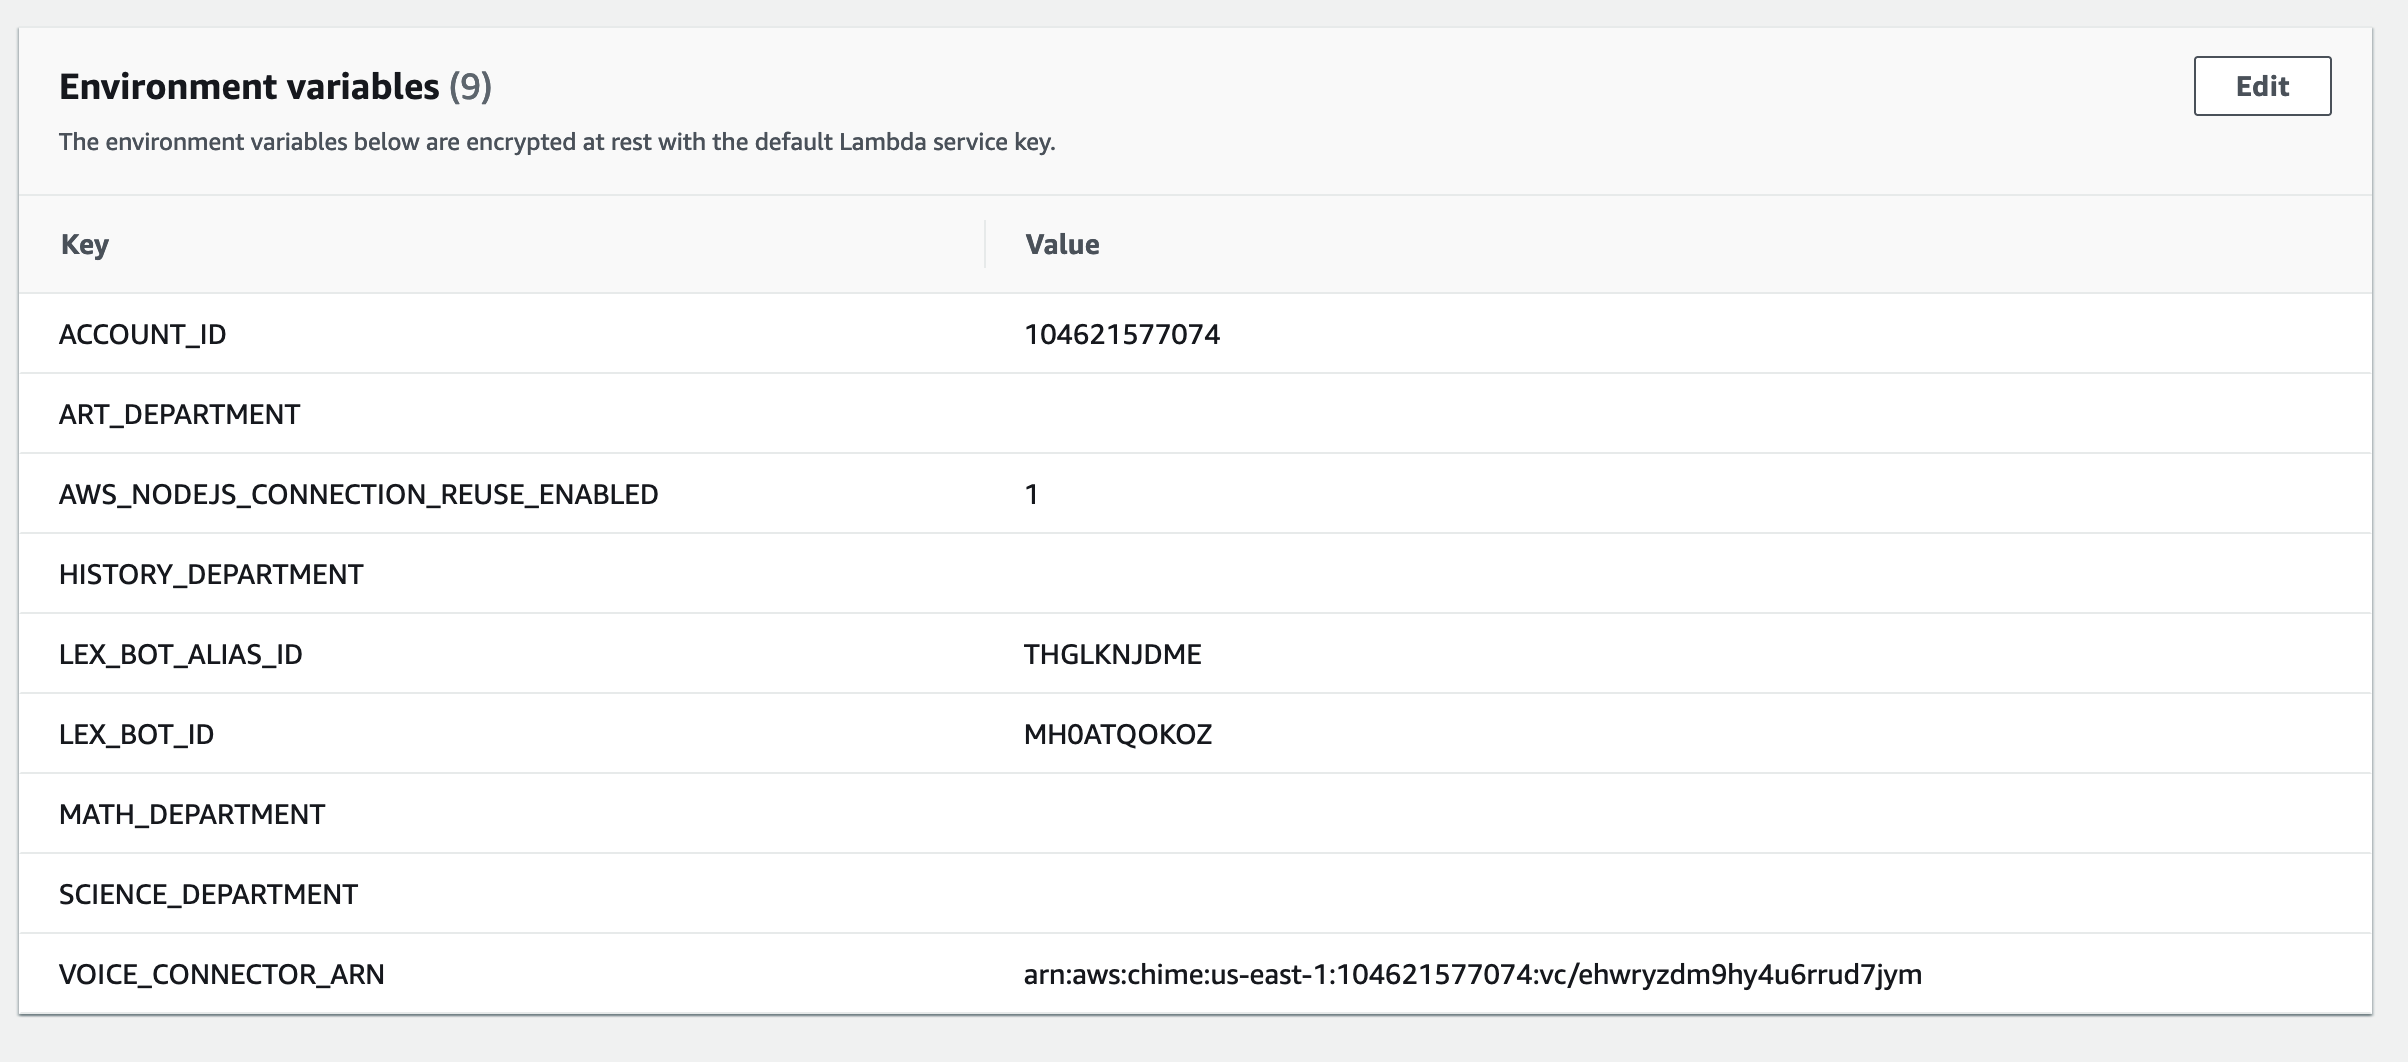 Environment variables (9)
Edit
The environment variables below are encrypted at rest with the default Lambda service key.
Key Value
ACCOUNT_ID 104621577074
ART_DEPARTMENT
AWS_NODEJS_CONNECTION_REUSE_ENABLED 1
HISTORY_DEPARTMENT
LEX_BOT_ALIAS_ID THGLKNJDME
LEX_BOT_ID MH0ATQOKOZ
MATH_DEPARTMENT
SCIENCE_DEPARTMENT
VOICE_CONNECTOR_ARN arn:aws:chime:us-east-1:104621577074:vc/ehwryzdm9hy4u6rrud7jym